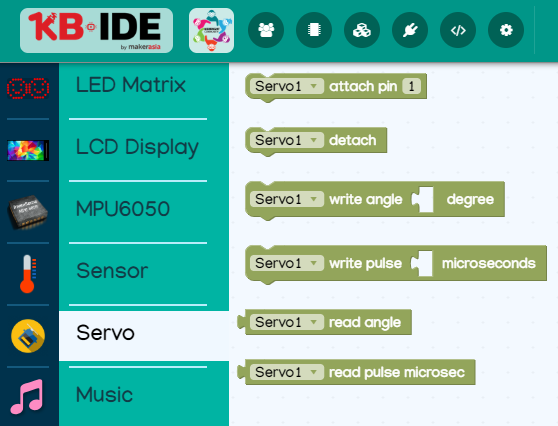 KB-IDE
by makerasia
LED Matrix
LCD Display
MPU6050
Sensor
Servo
Music
Servo1 attach pin 1
Servo1 detach
Servo1 write angle degree
Servo1 write pulse microseconds
Servo1 read angle
Servo1 read pulse microsec